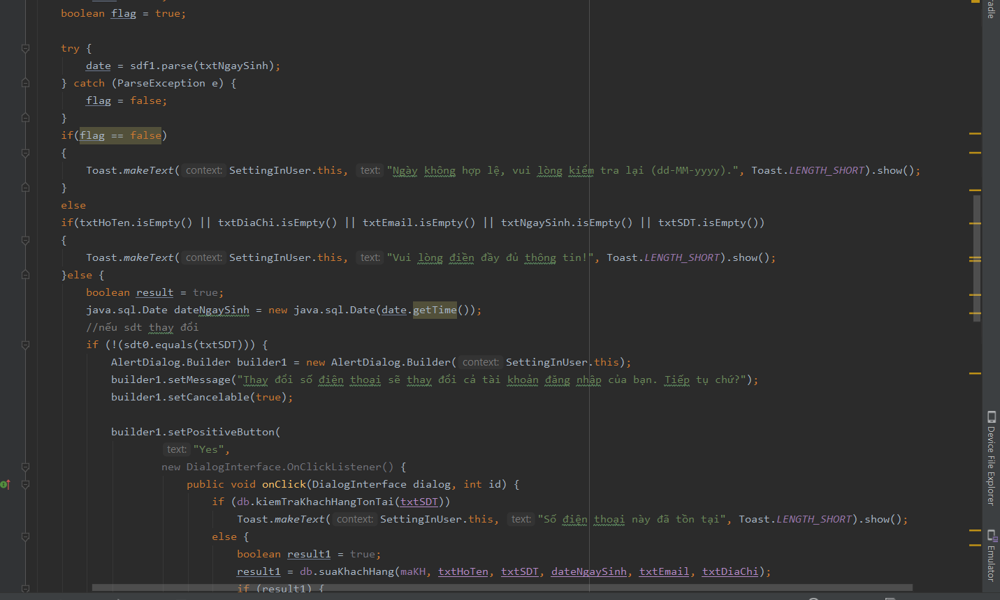 boolean flag = true;
try {
date = sdf1.parse(txtNgaySinh);
} catch (ParseException e) {
flag = false;
}
if(flag == false)
{
Toast.makeText( context: SettingInUser.this, text: "Ngày không hợp lệ, vui lòng kiểm tra lại (dd-MM-yyyy).", Toast.LENGTH_SHORT).show();
}
else
if(txtHoTen.isEmpty() || txtDiaChi.isEmpty() || txtEmail.isEmpty() || txtNgaySinh.isEmpty() || txtSDT.isEmpty())
{
Toast.makeText( context: SettingInUser.this, text: "Vui lòng điền đầy đủ thông tin!", Toast.LENGTH_SHORT).show();
}else {
boolean result = true;
java.sql.Date dateNgaySinh = new java.sql.Date(date.getTime());
//nếu sdt thay đổi
if (!(sdt0.equals(txtSDT))) {
AlertDialog.Builder builder1 = new AlertDialog.Builder( context: SettingInUser.this);
builder1.setMessage("Thay đổi số điện thoại sẽ thay đổi cả tài khoản đăng nhập của bạn. Tiếp tụ chứ?");
builder1.setCancelable(true);
builder1.setPositiveButton(
text: "Yes",
new DialogInterface.OnClickListener() {
public void onClick(DialogInterface dialog, int id) {
if (db.kiemTraKhachHangTonTai(txtSDT))
Toast.makeText( context: SettingInUser.this, text: "Số điện thoại này đã tồn tại", Toast.LENGTH_SHORT).show();
else {
boolean result1 = true;
result1 = db.suaKhachHang(maKH, txtHoTen, txtSDT, dateNgaySinh, txtEmail, txtDiaChi);
if (result1) {
radle
Device File Explorer
Emulator